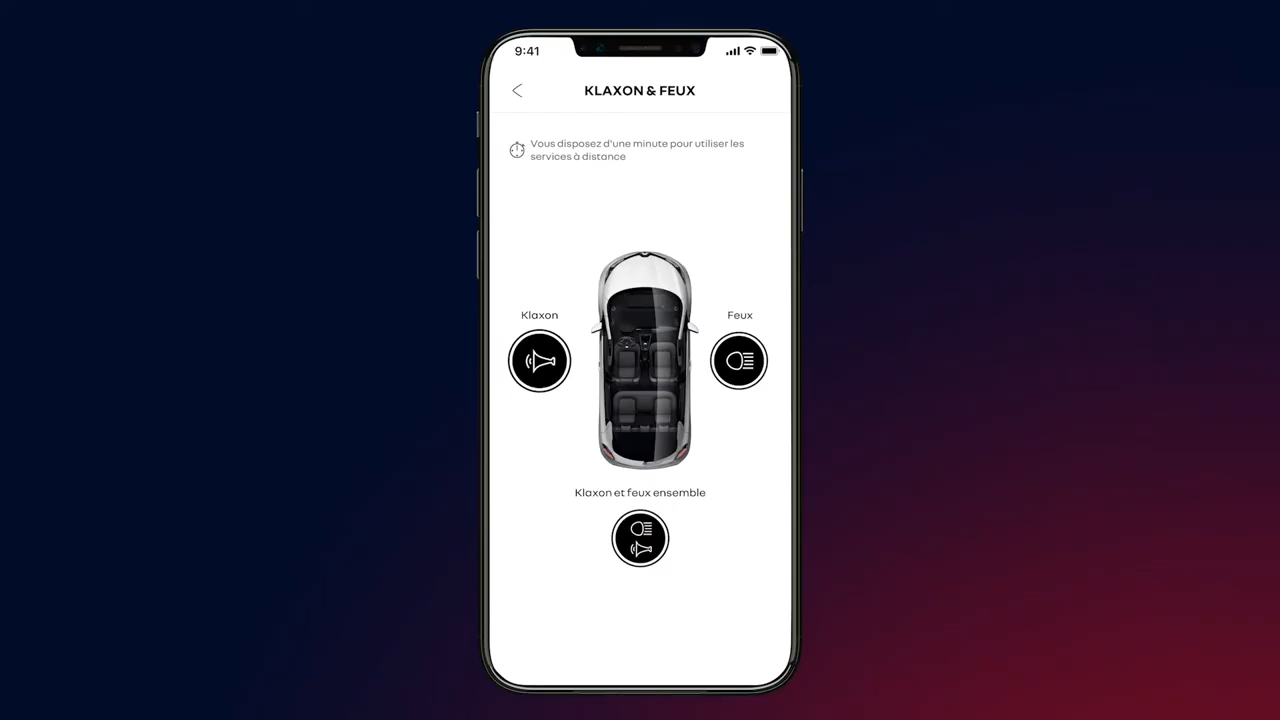 9:41
KLAXON & FEUX
Vous disposez d'une minute pour utiliser les
services à distance
Klaxon
Feux
Klaxon et feux ensemble